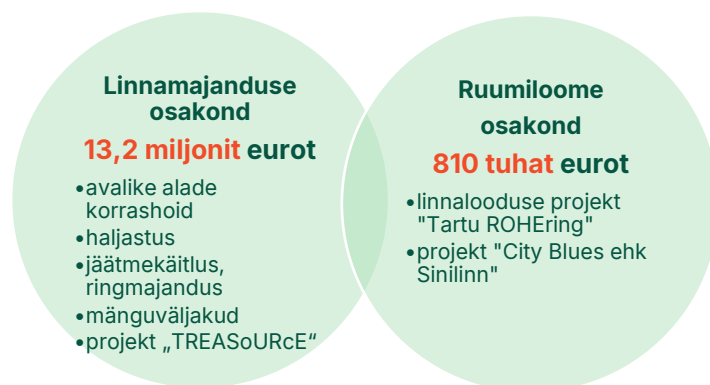 Linnamajanduse
osakond
13,2 miljonit eurot
•avalike alade
korrashoid
•haljastus
•jäätmekäitlus,
ringmajandus
•mänguväljakud
•projekt „TREASoURcE“
Ruumiloome
osakond
810 tuhat eurot
•linnalooduse projekt
"Tartu ROHEring"
•projekt "City Blues ehk
Sinilinn"